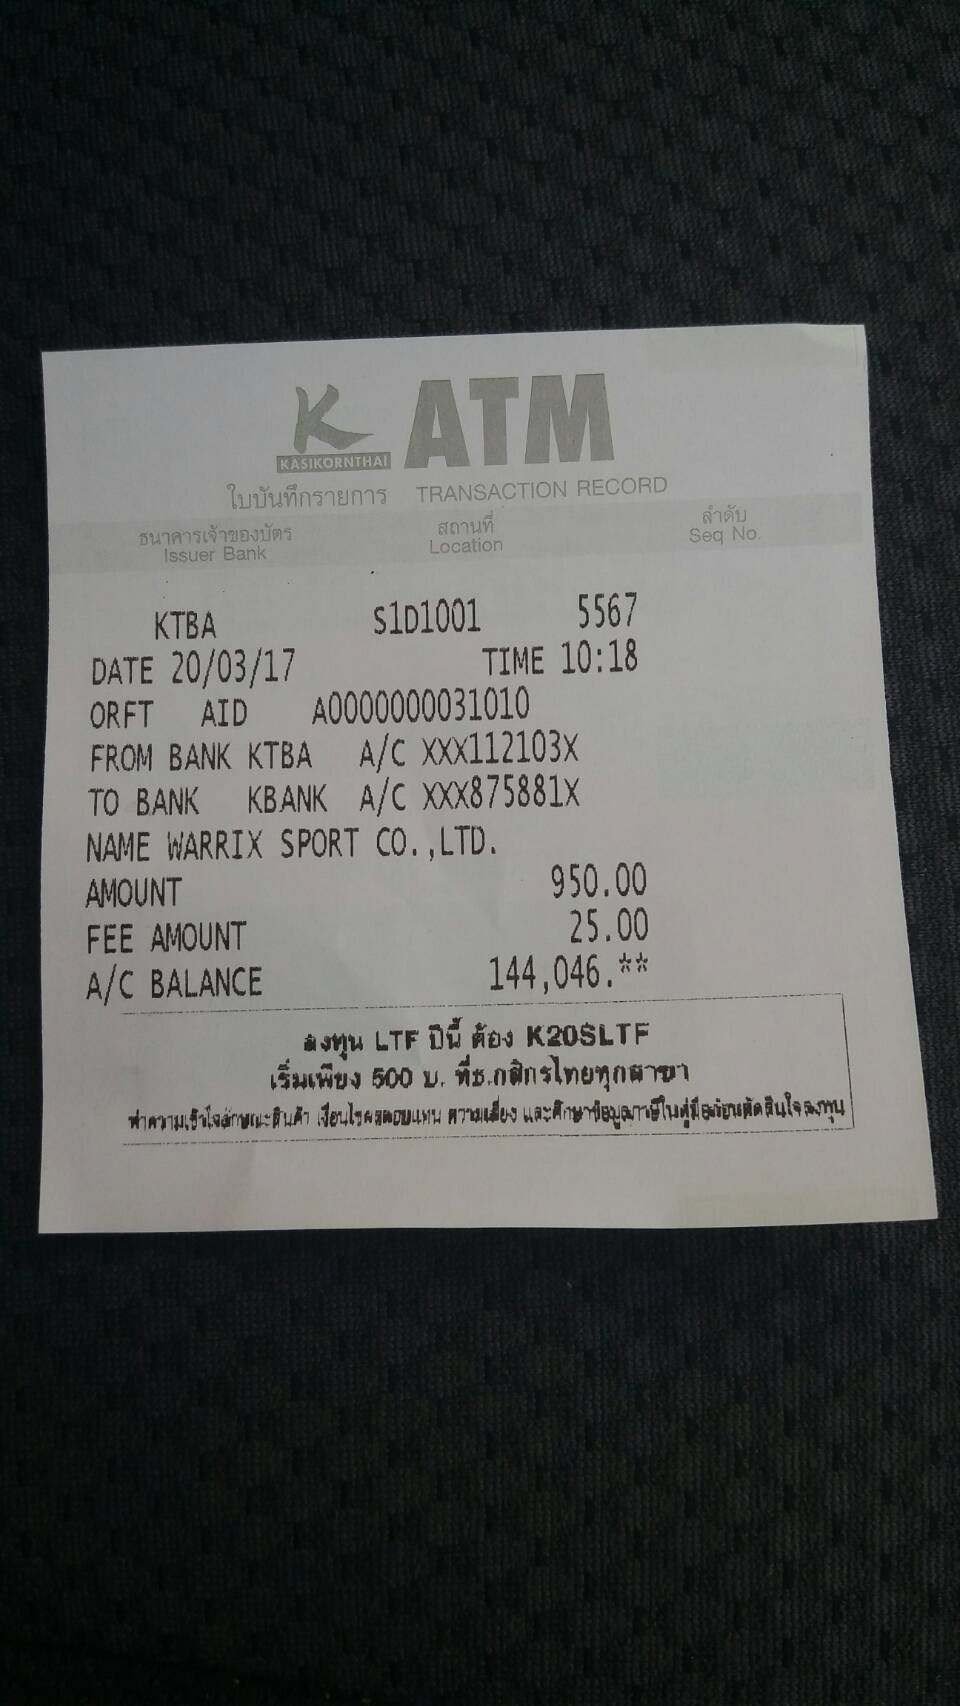 K ATM
KASIKORNTHAI
ใบบันทึกรายการ TRANSACTION RECORD
ธนาคารเจ้าของบัตร สถานที่ ลำดับ
Issuer Bank Location Seq No.
KTBA S1D1001 5567
DATE 20/03/17 TIME 10:18
ORFT AID A0000000031010
FROM BANK KTBA A/C XXX112103X
TO BANK KBANK A/C XXX875881X
NAME WARRIX SPORT CO.,LTD.
AMOUNT 950.00
FEE AMOUNT 25.00
A/C BALANCE 144,046.**
ลงทุน LTF ปีนี้ ต้อง K20SLTF
เริ่มเพียง 500 บ. ที่ธ.กสิกรไทยทุกสาขา
ทำความเข้าใจลักษณะสินค้า เงื่อนไขผลตอบแทน ความเสี่ยง และศึกษาข้อมูลภาษีในคู่มือก่อนตัดสินใจลงทุน